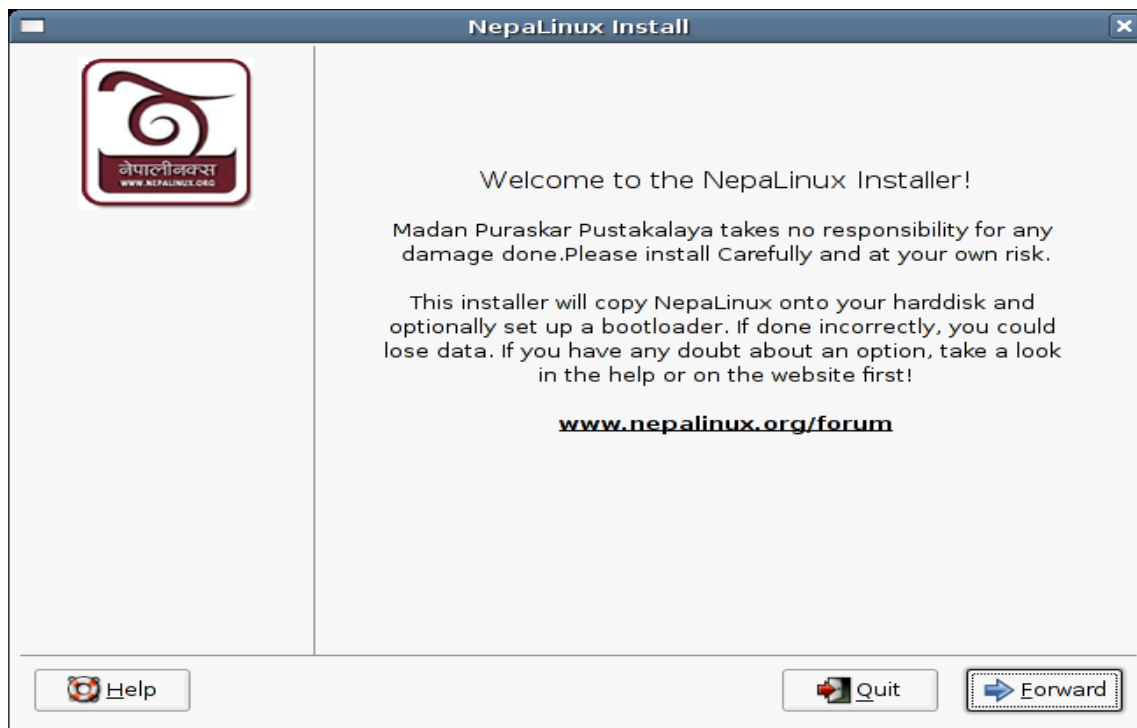 NepaLinux Install
नेपालीनक्स
WWW.NEPALINUX.ORG
Welcome to the NepaLinux Installer!
Madan Puraskar Pustakalaya takes no responsibility for any
damage done.Please install Carefully and at your own risk.
This installer will copy NepaLinux onto your harddisk and
optionally set up a bootloader. If done incorrectly, you could
lose data. If you have any doubt about an option, take a look
in the help or on the website first!
www.nepalinux.org/forum
Help
Quit
Forward